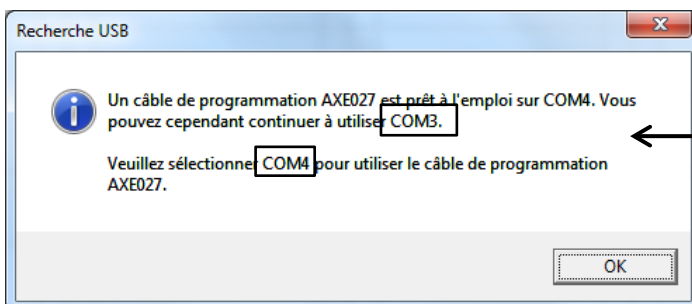 Recherche USB
Un câble de programmation AXE027 est prêt à l'emploi sur COM4. Vous
pouvez cependant continuer à utiliser COM3.
Veuillez sélectionner COM4 pour utiliser le câble de programmation
AXE027.
OK